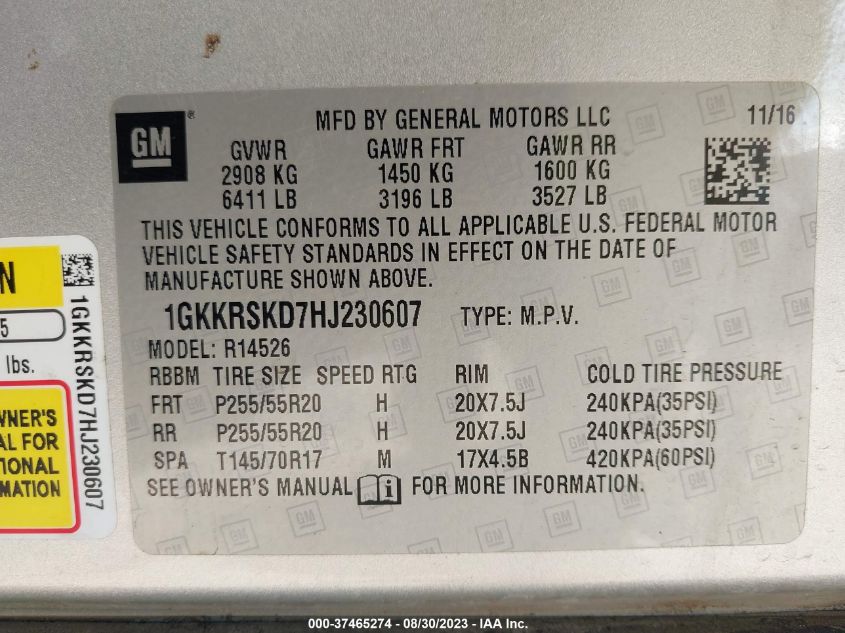 GM
®
MFD BY GENERAL MOTORS LLC 11/16
GVWR GAWR FRT GAWR RR
2908 KG 1450 KG 1600 KG
6411 LB 3196 LB 3527 LB
THIS VEHICLE CONFORMS TO ALL APPLICABLE U.S. FEDERAL MOTOR
VEHICLE SAFETY STANDARDS IN EFFECT ON THE DATE OF
MANUFACTURE SHOWN ABOVE.
1GKKRSKD7HJ230607 TYPE: M.P.V.
MODEL: R14526
RBBM TIRE SIZE SPEED RTG RIM COLD TIRE PRESSURE
FRT P255/55R20 H 20X7.5J 240KPA(35PSI)
RR P255/55R20 H 20X7.5J 240KPA(35PSI)
SPA T145/70R17 M 17X4.5B 420KPA(60PSI)
SEE OWNER'S MANUAL FOR MORE INFORMATION.
N
5
lbs.
WNER'S
AL FOR
TIONAL
MATION
1GKKRSKD7HJ230607
000-37465274 - 08/30/2023 - IAA Inc.